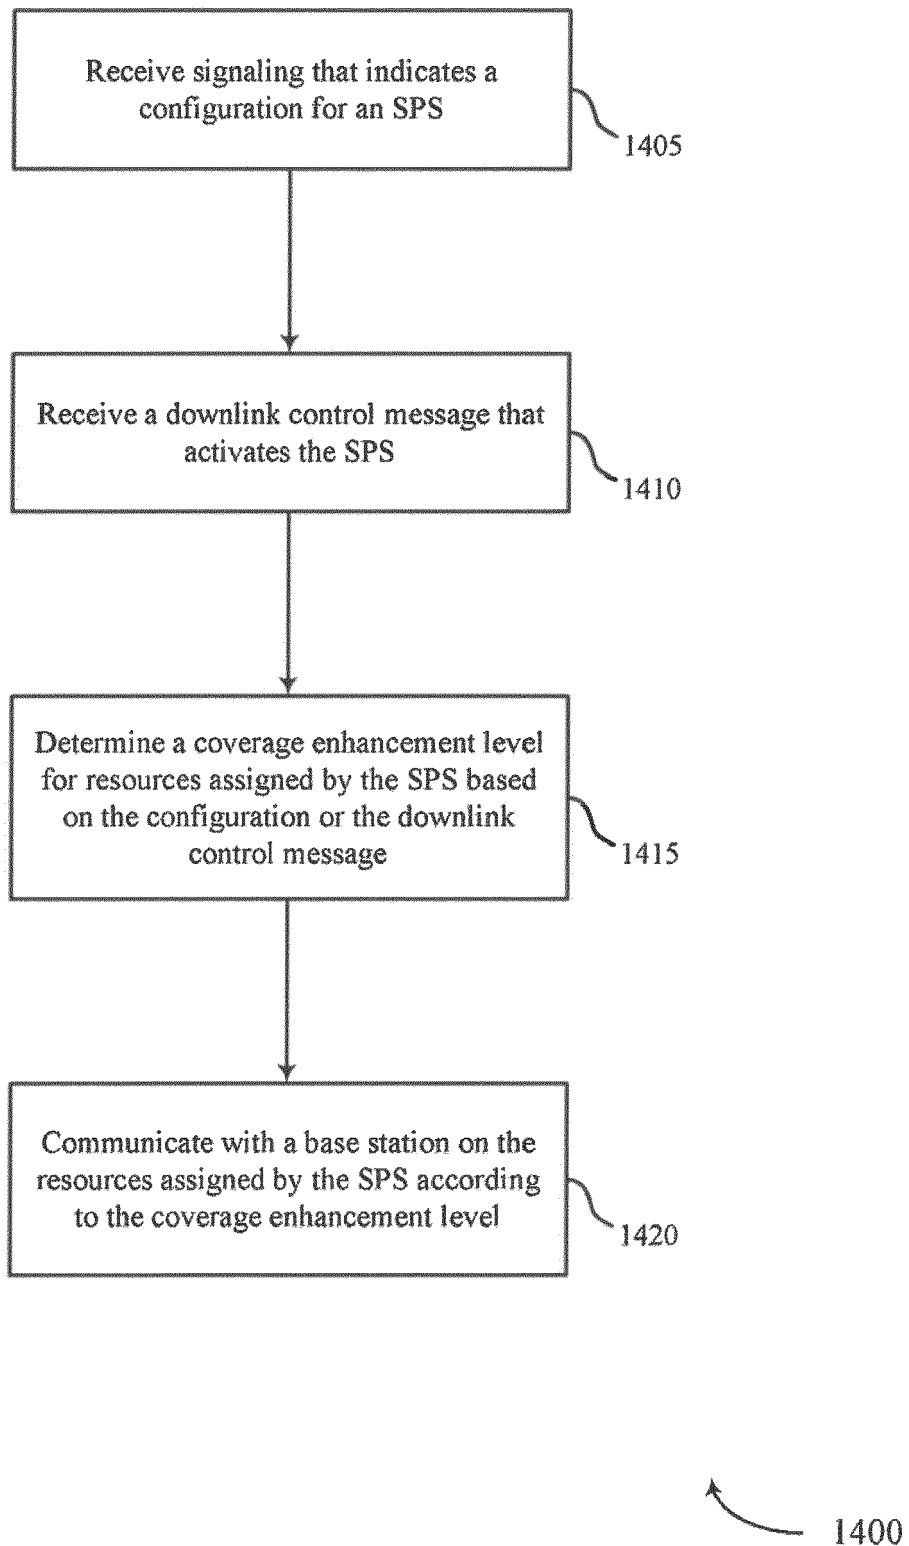 Receive signaling that indicates a
configuration for an SPS
1405
Receive a downlink control message that
activates the SPS
1410
Determine a coverage enhancement level
for resources assigned by the SPS based
on the configuration or the downlink
control message
1415
Communicate with a base station on the
resources assigned by the SPS according
to the coverage enhancement level
1420
1400